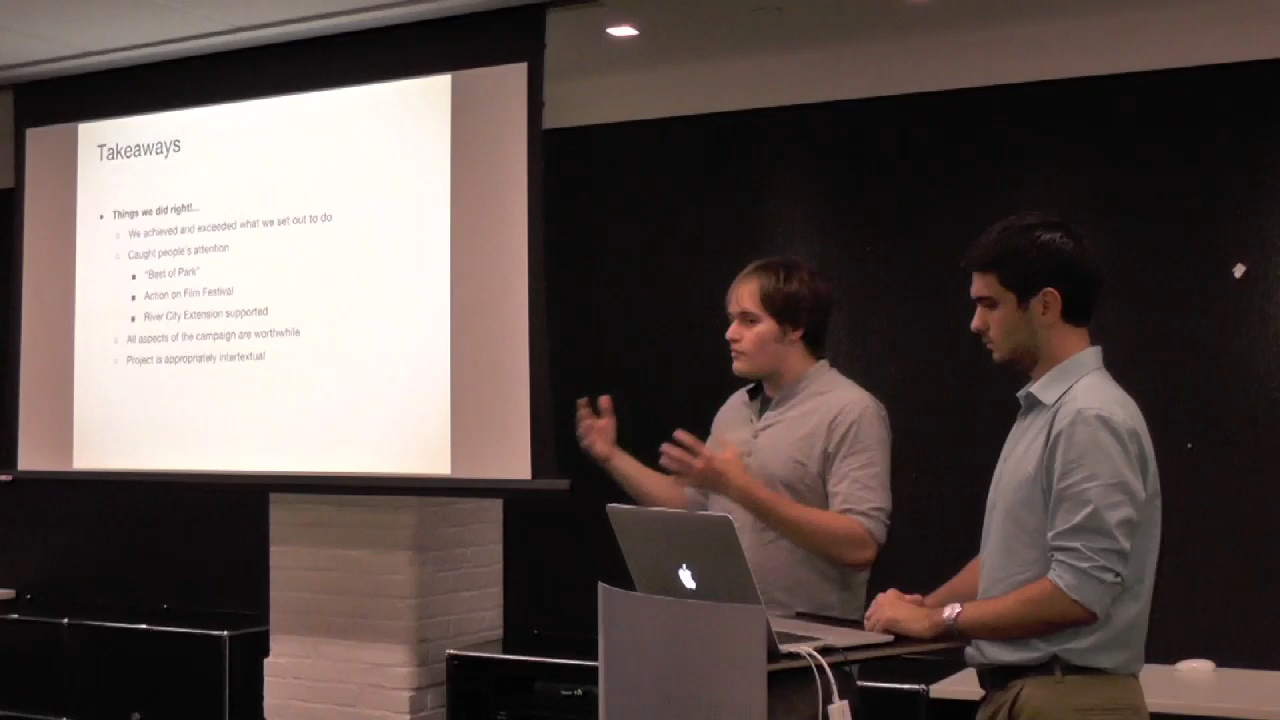 Takeaways
Things we did right!...
We achieved and exceeded what we set out to do
Caught people's attention
"Best of Park"
Action on Film Festival
River City Extension supported
All aspects of the campaign are worthwhile
Project is appropriately intertextual